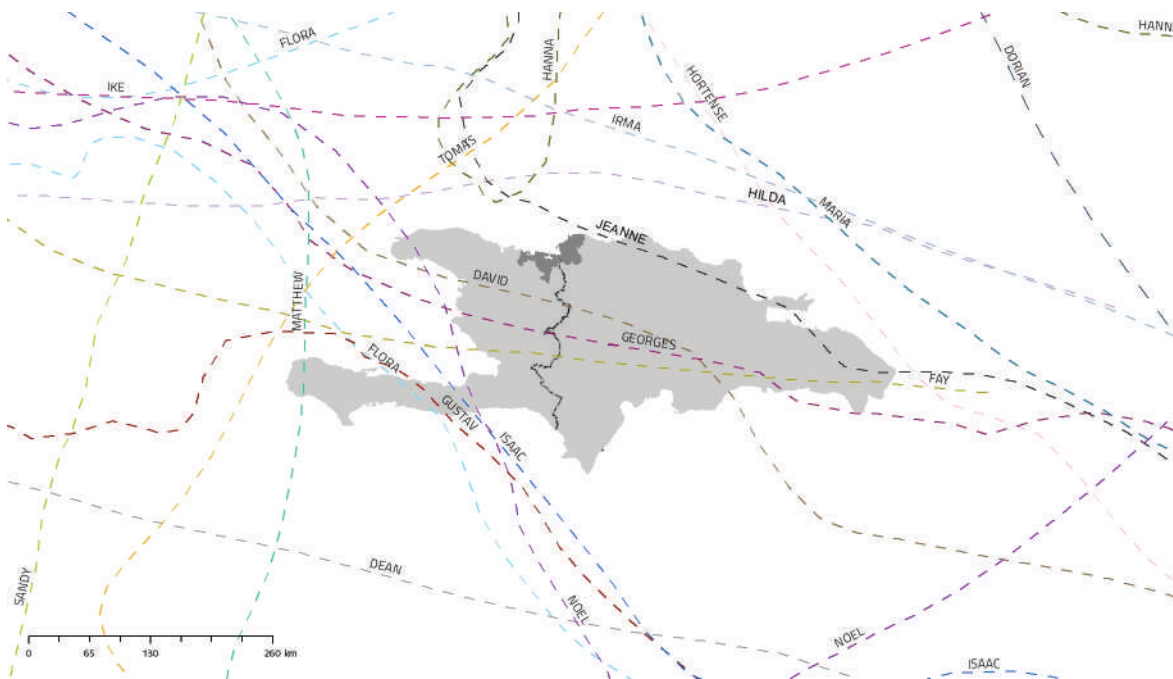 HANNA
FLORA
HANNA
DORIAN
IKE
HORTENSE
IRMA
TOMAS
HILDA
MARIA
JEANNE
DAVID
MATTHEW
GEORGES
FLORA
FAY
GUSTAV
ISAAC
DEAN
SANDY
NOEL
NOEL
0 65 130 260 km
ISAAC